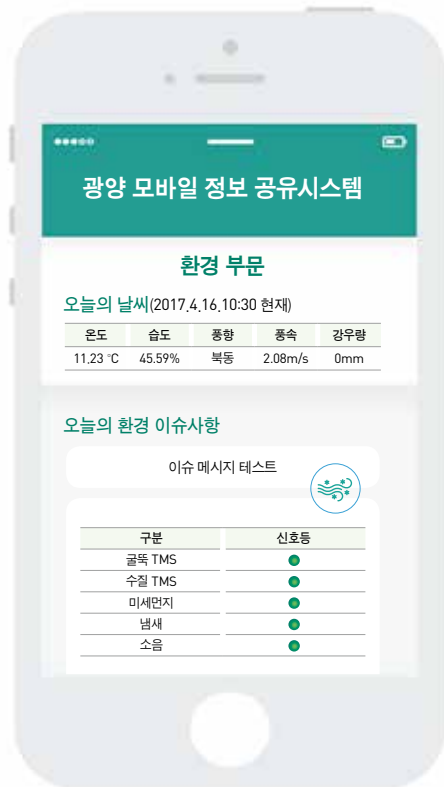 광양 모바일 정보 공유시스템
환경 부문
오늘의 날씨(2017.4.16.10:30 현재)
온도 습도 풍향 풍속 강우량
11.23 °C 45.59% 북동 2.08m/s 0mm
오늘의 환경 이슈사항
이슈 메시지 테스트
구분 신호등
굴뚝 TMS
수질 TMS
미세먼지
냄새
소음